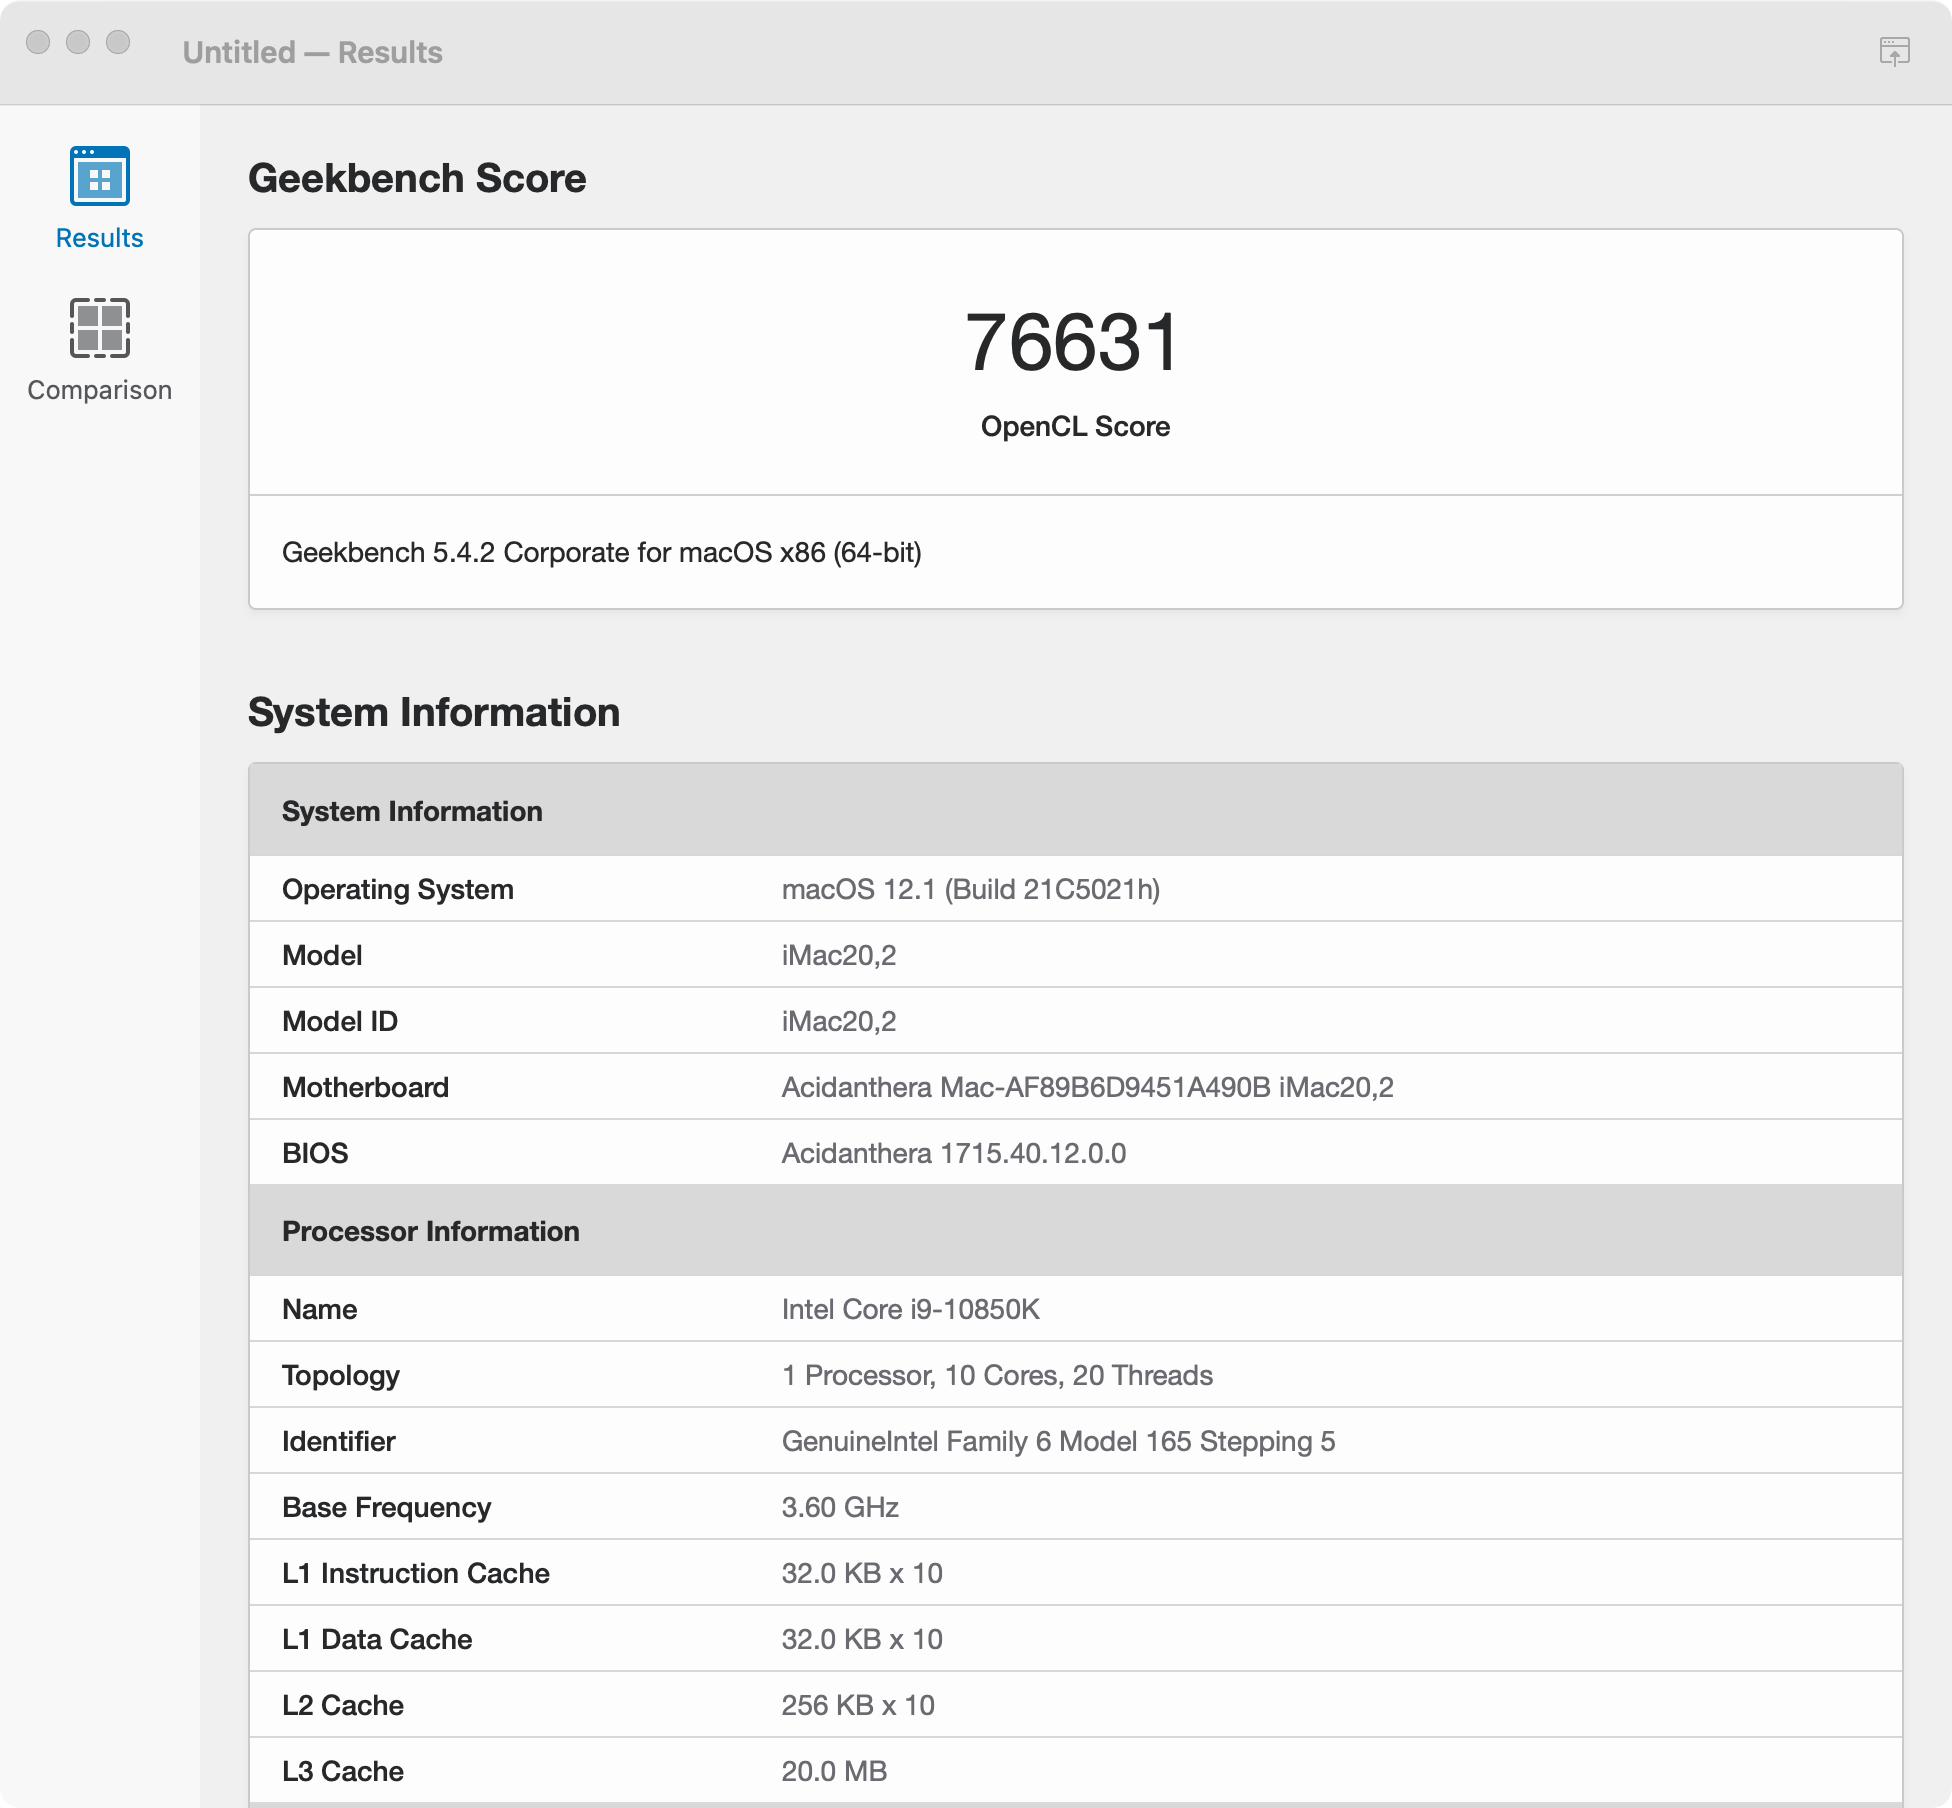 Untitled — Results
Results
Comparison
Geekbench Score
76631
OpenCL Score
Geekbench 5.4.2 Corporate for macOS x86 (64-bit)
System Information
System Information
Operating System macOS 12.1 (Build 21C5021h)
Model iMac20,2
Model ID iMac20,2
Motherboard Acidanthera Mac-AF89B6D9451A490B iMac20,2
BIOS Acidanthera 1715.40.12.0.0
Processor Information
Name Intel Core i9-10850K
Topology 1 Processor, 10 Cores, 20 Threads
Identifier GenuineIntel Family 6 Model 165 Stepping 5
Base Frequency 3.60 GHz
L1 Instruction Cache 32.0 KB x 10
L1 Data Cache 32.0 KB x 10
L2 Cache 256 KB x 10
L3 Cache 20.0 MB